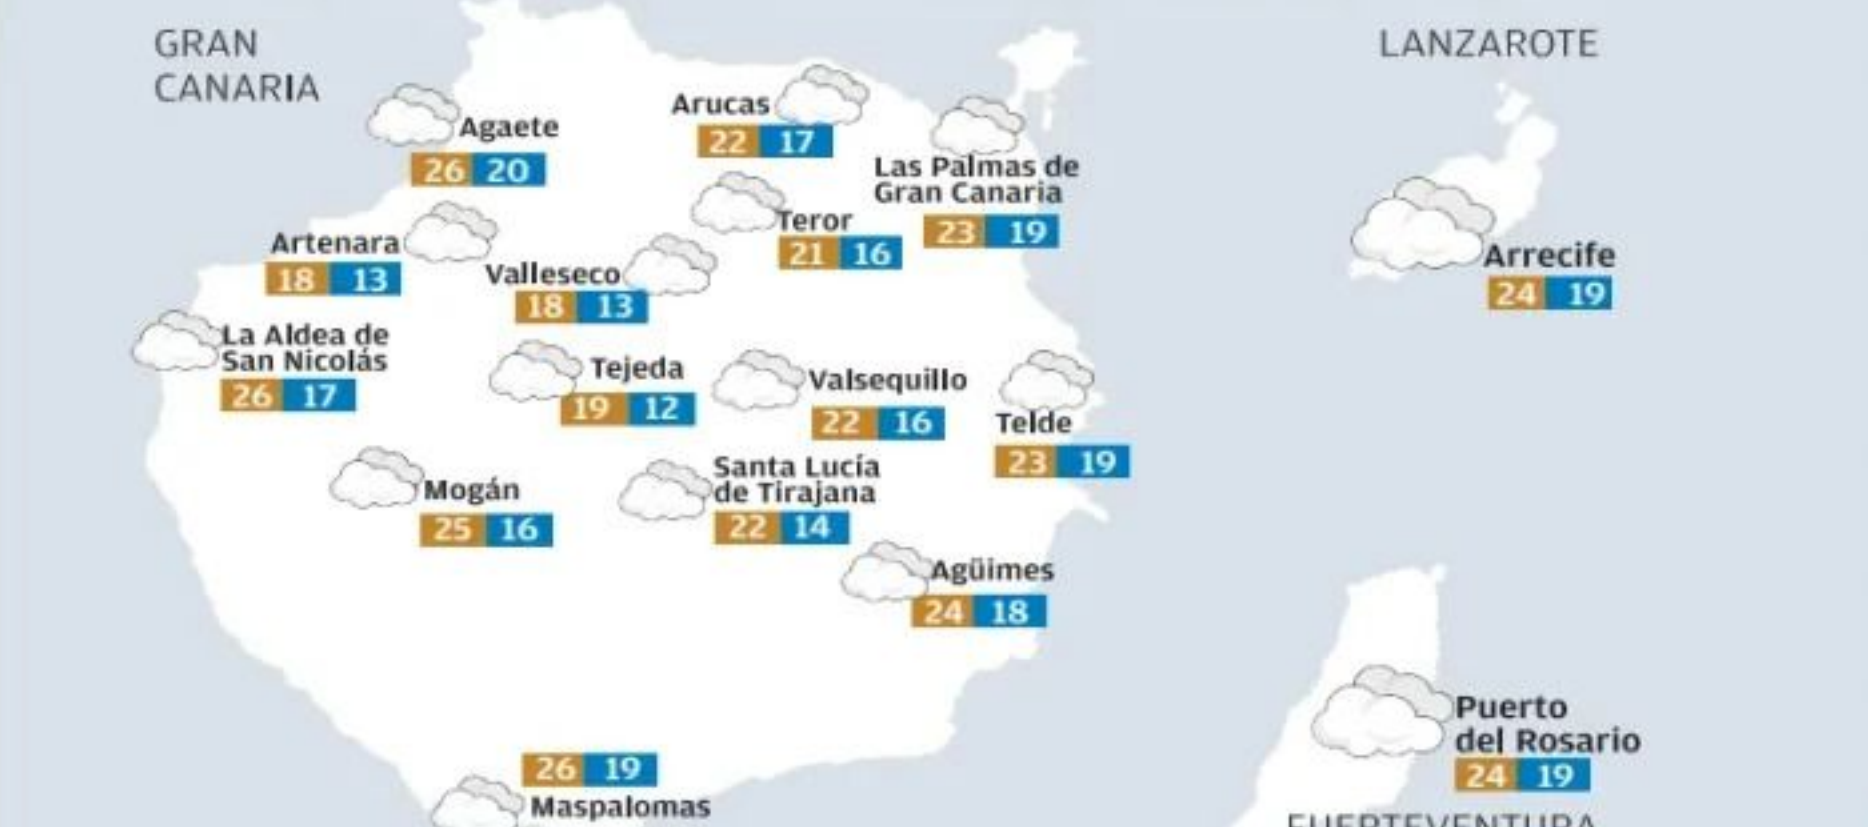 GRAN
CANARIA
LANZAROTE
Agaete
26 20
Arucas
22 17
Las Palmas de
Gran Canaria
23 19
Teror
21 16
Artenara
18 13
Valleseco
18 13
Arrecife
24 19
La Aldea de
San Nicolás
26 17
Tejeda
19 12
Valsequillo
22 16
Telde
23 19
Mogán
25 16
Santa Lucía
de Tirajana
22 14
Agüimes
24 18
Puerto
del Rosario
24 19
26 19
Maspalomas
FUERTEVENTURA